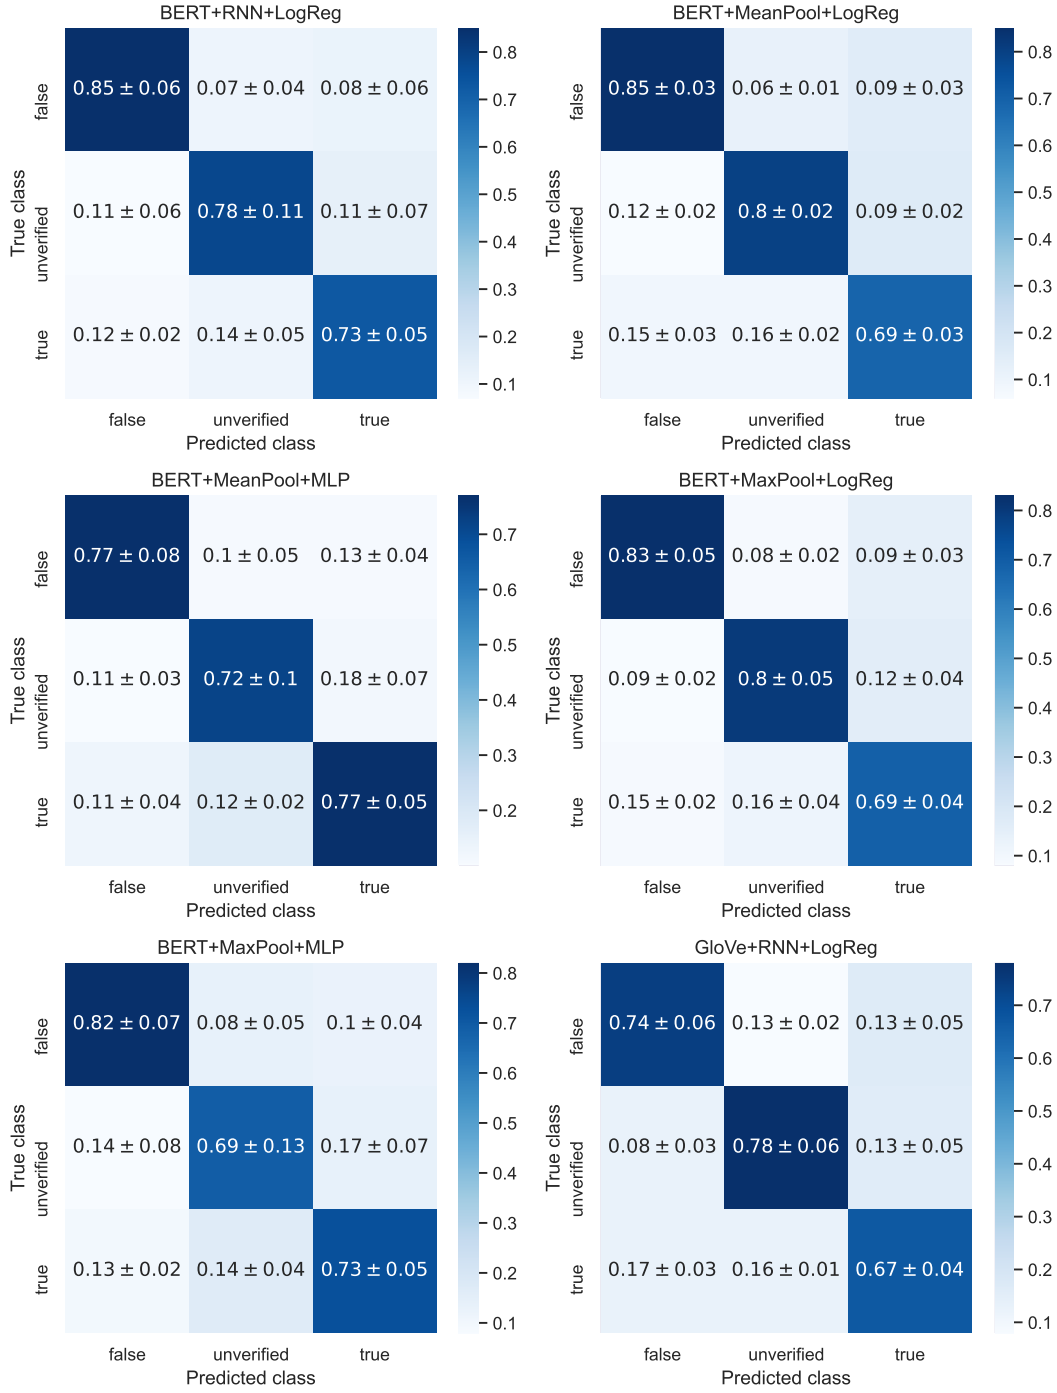 BERT+RNN+LogReg
false 0.85 ± 0.06 0.07 ± 0.04 0.08 ± 0.06
unverified 0.11 ± 0.06 0.78 ± 0.11 0.11 ± 0.07
true 0.12 ± 0.02 0.14 ± 0.05 0.73 ± 0.05
True class
false unverified true
Predicted class
0.8
0.7
0.6
0.5
0.4
0.3
0.2
0.1
BERT+MeanPool+LogReg
false 0.85 ± 0.03 0.06 ± 0.01 0.09 ± 0.03
unverified 0.12 ± 0.02 0.8 ± 0.02 0.09 ± 0.02
true 0.15 ± 0.03 0.16 ± 0.02 0.69 ± 0.03
True class
false unverified true
Predicted class
0.8
0.7
0.6
0.5
0.4
0.3
0.2
0.1
BERT+MeanPool+MLP
false 0.77 ± 0.08 0.1 ± 0.05 0.13 ± 0.04
unverified 0.11 ± 0.03 0.72 ± 0.1 0.18 ± 0.07
true 0.11 ± 0.04 0.12 ± 0.02 0.77 ± 0.05
True class
false unverified true
Predicted class
0.7
0.6
0.5
0.4
0.3
0.2
BERT+MaxPool+LogReg
false 0.83 ± 0.05 0.08 ± 0.02 0.09 ± 0.03
unverified 0.09 ± 0.02 0.8 ± 0.05 0.12 ± 0.04
true 0.15 ± 0.02 0.16 ± 0.04 0.69 ± 0.04
True class
false unverified true
Predicted class
0.8
0.7
0.6
0.5
0.4
0.3
0.2
0.1
BERT+MaxPool+MLP
false 0.82 ± 0.07 0.08 ± 0.05 0.1 ± 0.04
unverified 0.14 ± 0.08 0.69 ± 0.13 0.17 ± 0.07
true 0.13 ± 0.02 0.14 ± 0.04 0.73 ± 0.05
True class
false unverified true
Predicted class
0.8
0.7
0.6
0.5
0.4
0.3
0.2
0.1
GloVe+RNN+LogReg
false 0.74 ± 0.06 0.13 ± 0.02 0.13 ± 0.05
unverified 0.08 ± 0.03 0.78 ± 0.06 0.13 ± 0.05
true 0.17 ± 0.03 0.16 ± 0.01 0.67 ± 0.04
True class
false unverified true
Predicted class
0.7
0.6
0.5
0.4
0.3
0.2
0.1